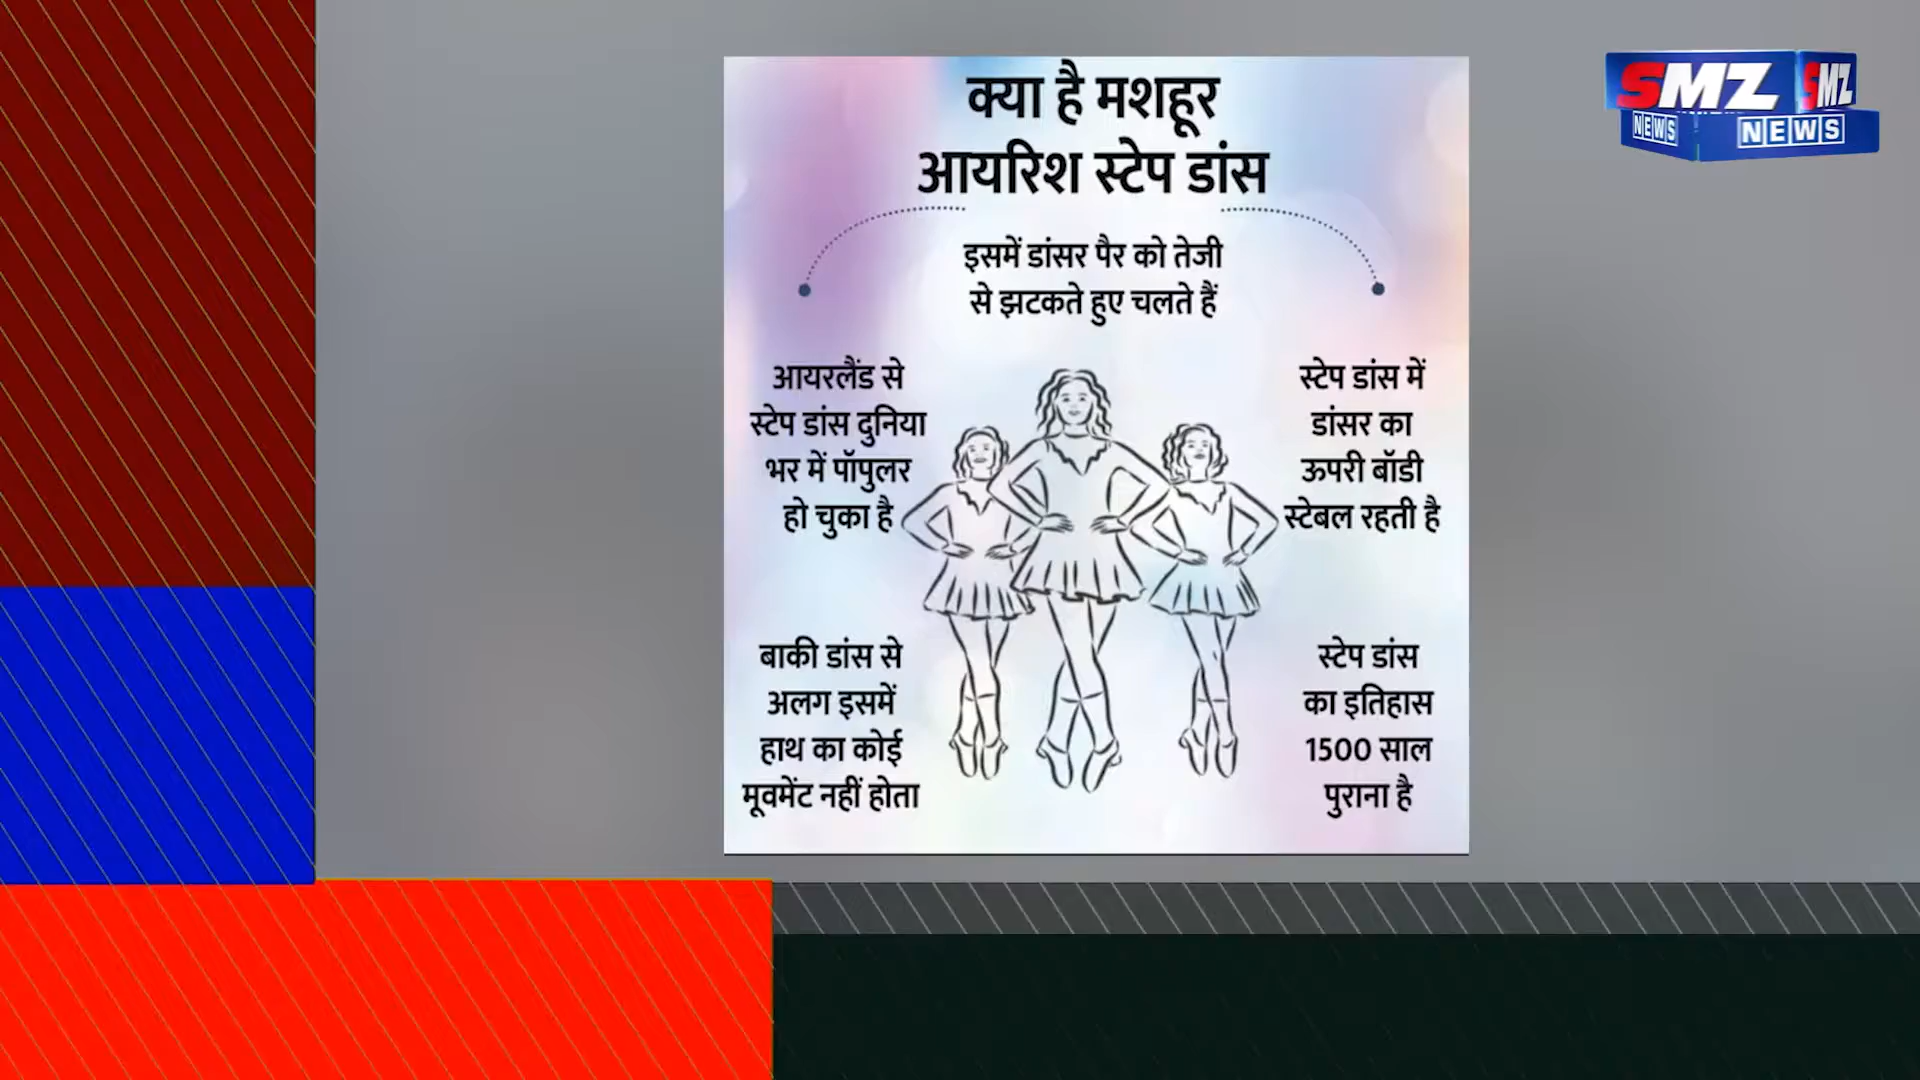 क्या है मशहूर
आयरिश स्टेप डांस
इसमें डांसर पैर को तेजी
से झटकते हुए चलते हैं
आयरलैंड से
स्टेप डांस दुनिया
भर में पॉपुलर
हो चुका है
स्टेप डांस में
डांसर का
ऊपरी बॉडी
स्टेबल रहती है
बाकी डांस से
अलग इसमें
हाथ का कोई
मूवमेंट नहीं होता
स्टेप डांस
का इतिहास
1500 साल
पुराना है
SMZ SMZ
NEWS NEWS